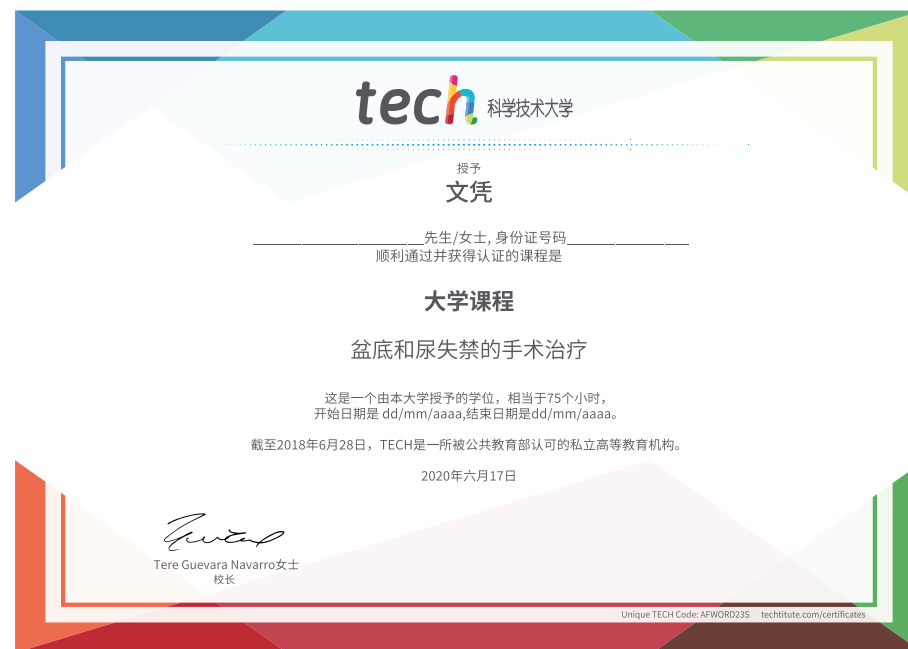 tech 科学技术大学
授予
文凭
________________________先生/女士, 身份证号码_________________
顺利通过并获得认证的课程是
大学课程
盆底和尿失禁的手术治疗
这是一个由本大学授予的学位，相当于75个小时，
开始日期是 dd/mm/aaaa,结束日期是dd/mm/aaaa。
截至2018年6月28日，TECH是一所被公共教育部认可的私立高等教育机构。
2020年六月17日
Tere Guevara Navarro女士
校长
Unique TECH Code: AFWORD23S techtitute.com/certificates